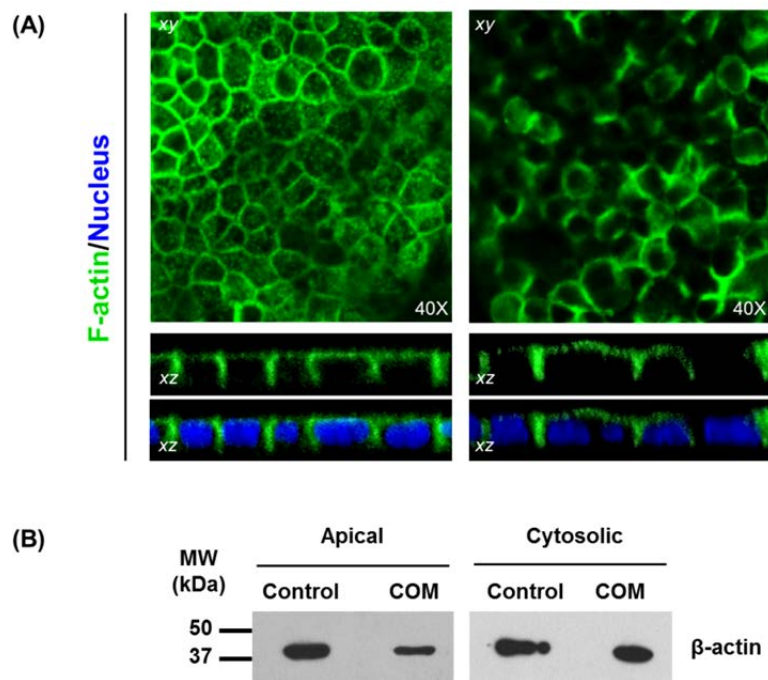 (A)
F-actin/Nucleus
xy
xy
40X
40X
xz
xz
xz
xz
(B)
Apical
Cytosolic
MW
(kDa)
Control
COM
Control
COM
50
37
β-actin